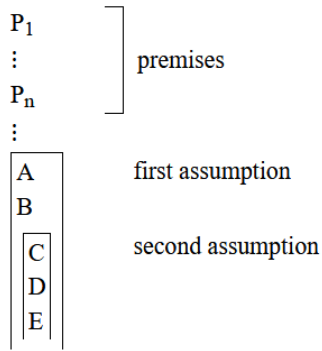 P₁
⋮ premises
Pₙ
⋮
A first assumption
B
C second assumption
D
E